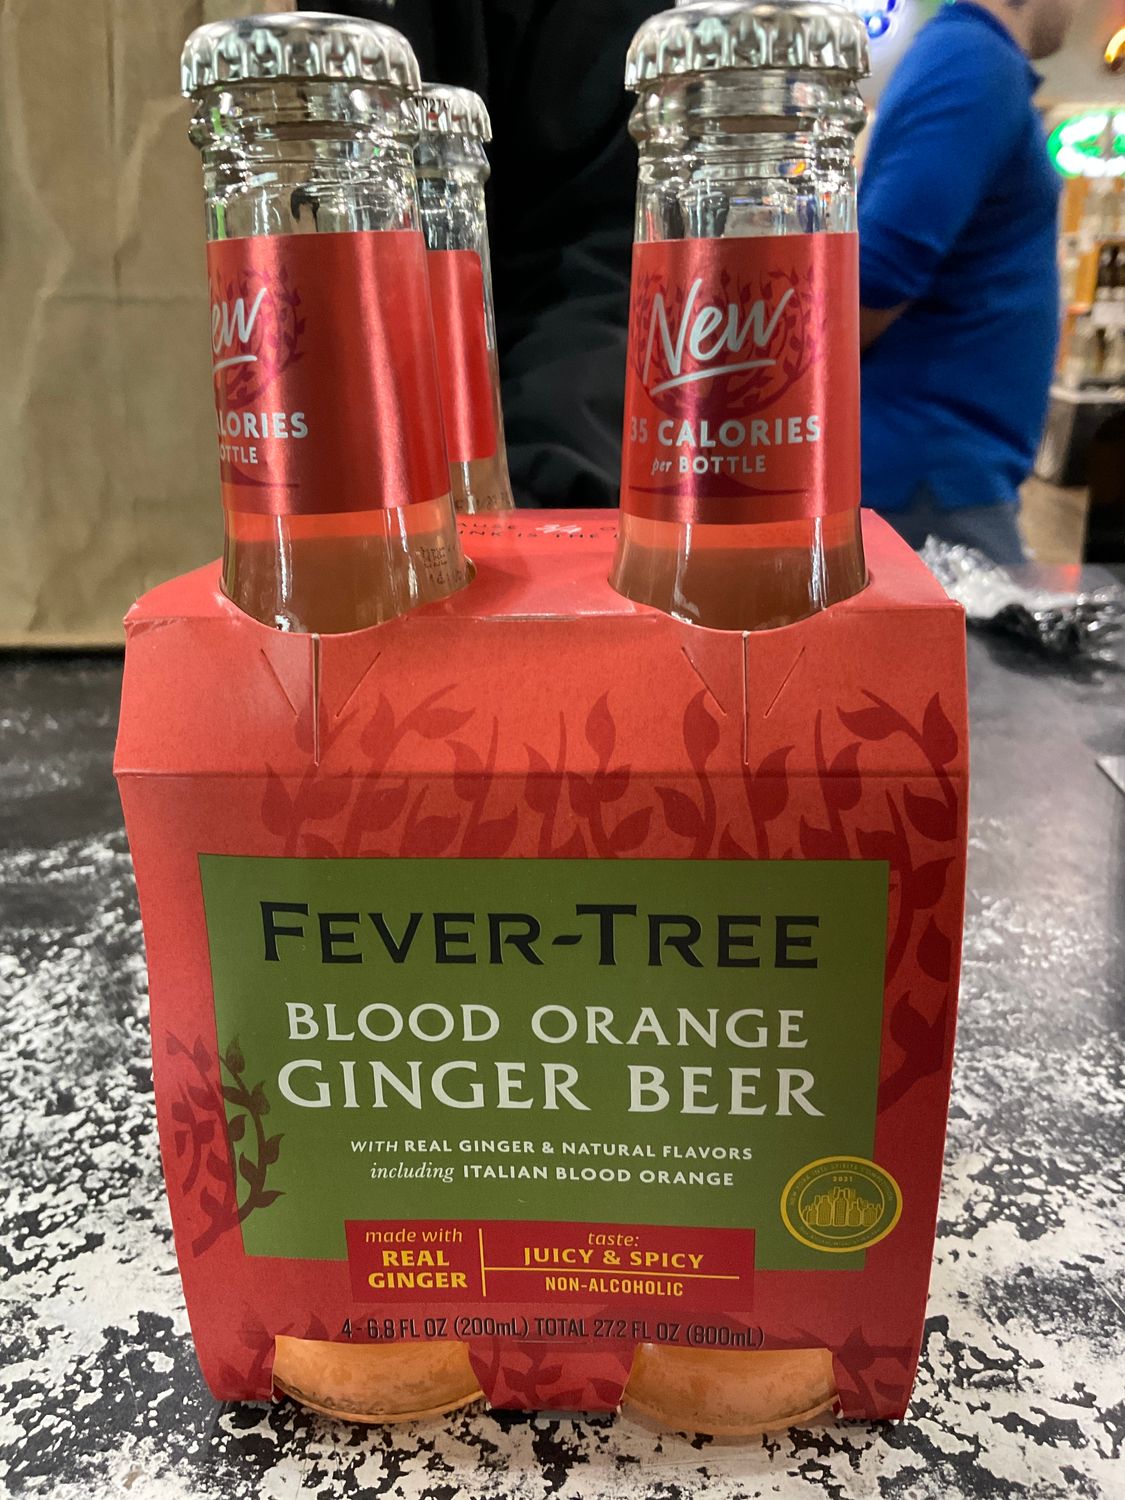 ew
LORIES
OTTLE
New
35 CALORIES
per BOTTLE
FEVER-TREE
BLOOD ORANGE
GINGER BEER
WITH REAL GINGER & NATURAL FLAVORS
including ITALIAN BLOOD ORANGE
2021
made with
REAL
GINGER
taste:
JUICY & SPICY
NON-ALCOHOLIC
4-6.8 FL OZ (200mL) TOTAL 27.2 FL OZ (800mL)